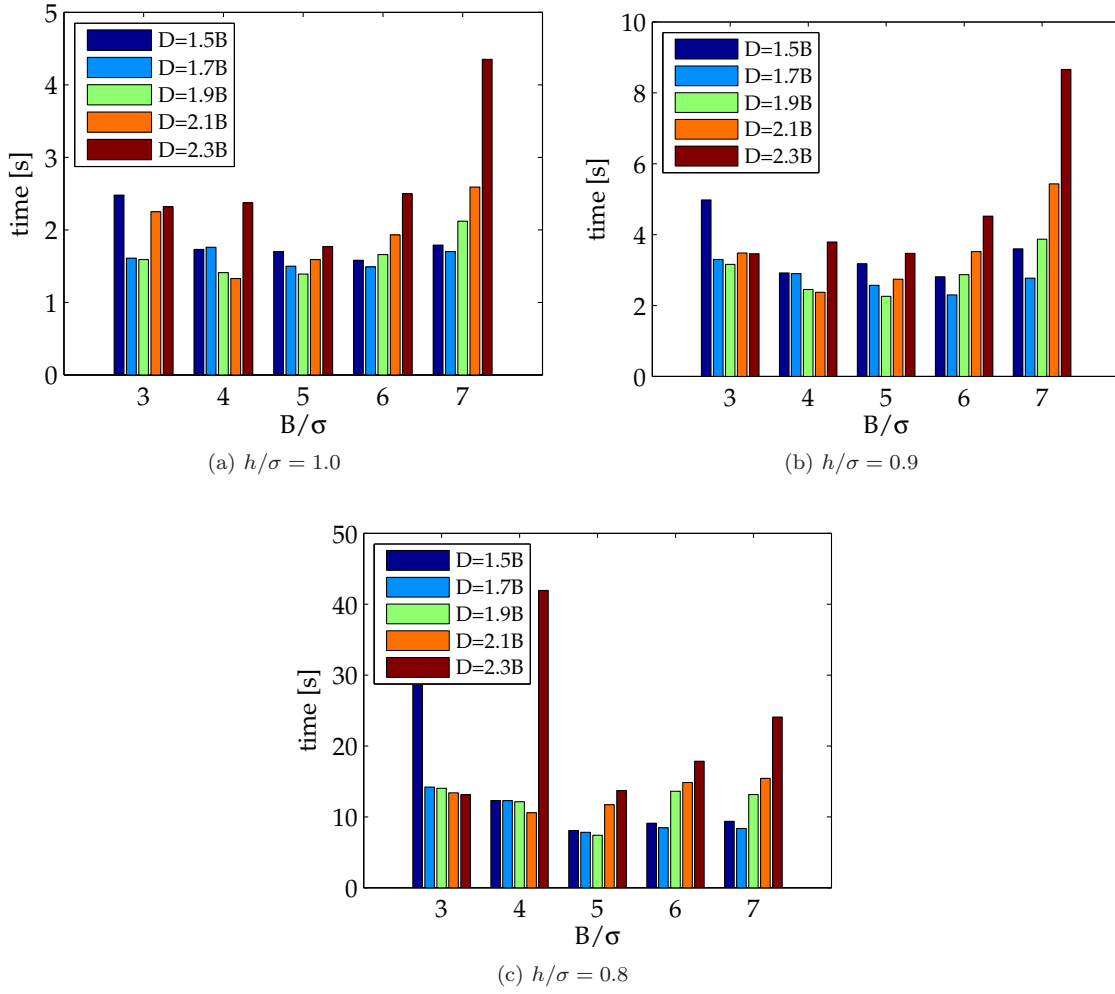 5
4
3
2
1
0
time [s]
D=1.5B
D=1.7B
D=1.9B
D=2.1B
D=2.3B
3 4 5 6 7
B/σ
(a) h/σ = 1.0
10
8
6
4
2
0
time [s]
D=1.5B
D=1.7B
D=1.9B
D=2.1B
D=2.3B
3 4 5 6 7
B/σ
(b) h/σ = 0.9
50
40
30
20
10
0
time [s]
D=1.5B
D=1.7B
D=1.9B
D=2.1B
D=2.3B
3 4 5 6 7
B/σ
(c) h/σ = 0.8